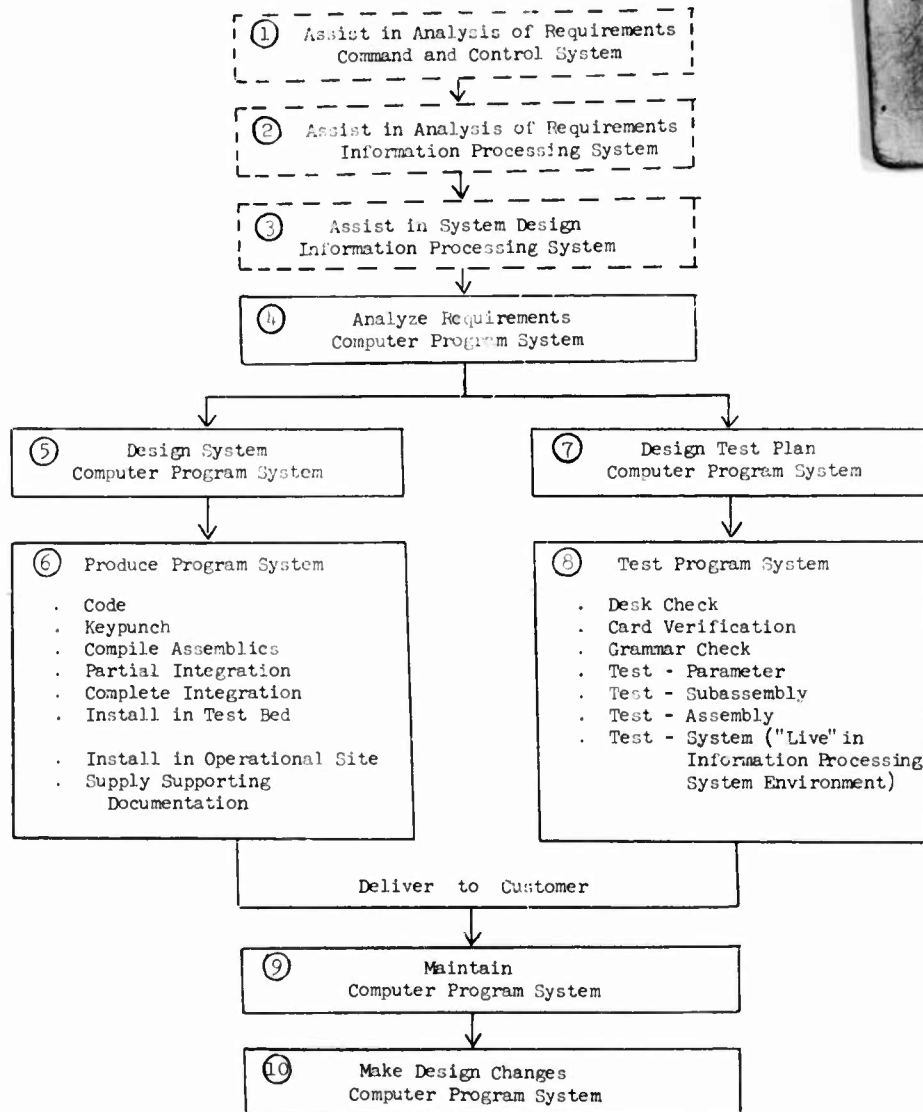 1 Assist in Analysis of Requirements
Command and Control System
2 Assist in Analysis of Requirements
Information Processing System
3 Assist in System Design
Information Processing System
4 Analyze Requirements
Computer Program System
5 Design System
Computer Program System
6 Produce Program System
. Code
. Keypunch
. Compile Assemblies
. Partial Integration
. Complete Integration
. Install in Test Bed
. Install in Operational Site
. Supply Supporting
Documentation
7 Design Test Plan
Computer Program System
8 Test Program System
. Desk Check
. Card Verification
. Grammar Check
. Test - Parameter
. Test - Subassembly
. Test - Assembly
. Test - System ("Live" in
Information Processing
System Environment)
Deliver to Customer
9 Maintain
Computer Program System
10 Make Design Changes
Computer Program System